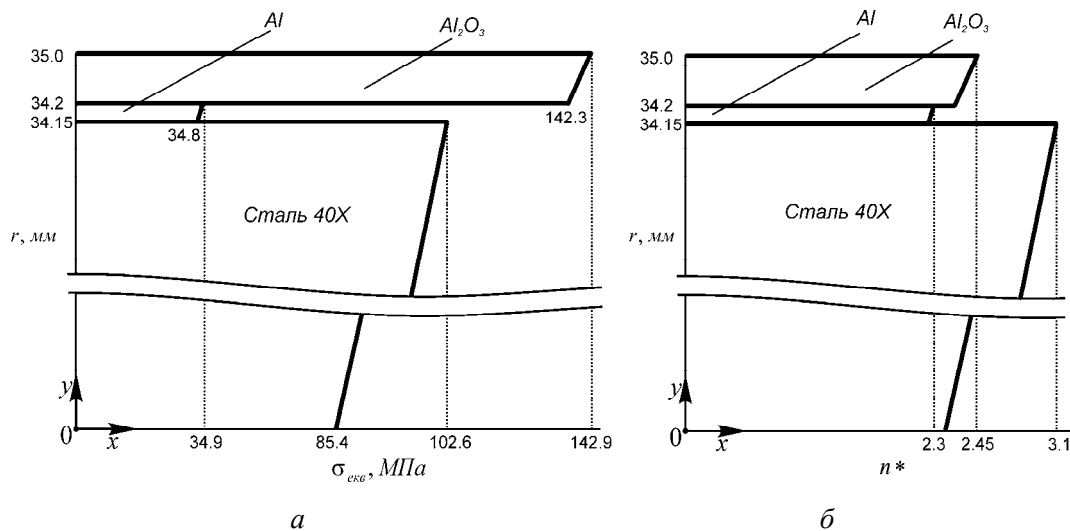 Al
Al₂O₃
35.0
34.2
34.15
34.8
142.3
Сталь 40Х
r, мм
y
0
x
34.9
85.4
102.6
142.9
σекв, МПа
а
Al
Al₂O₃
35.0
34.2
34.15
Сталь 40Х
r, мм
y
0
x
2.3
2.45
3.1
n*
б